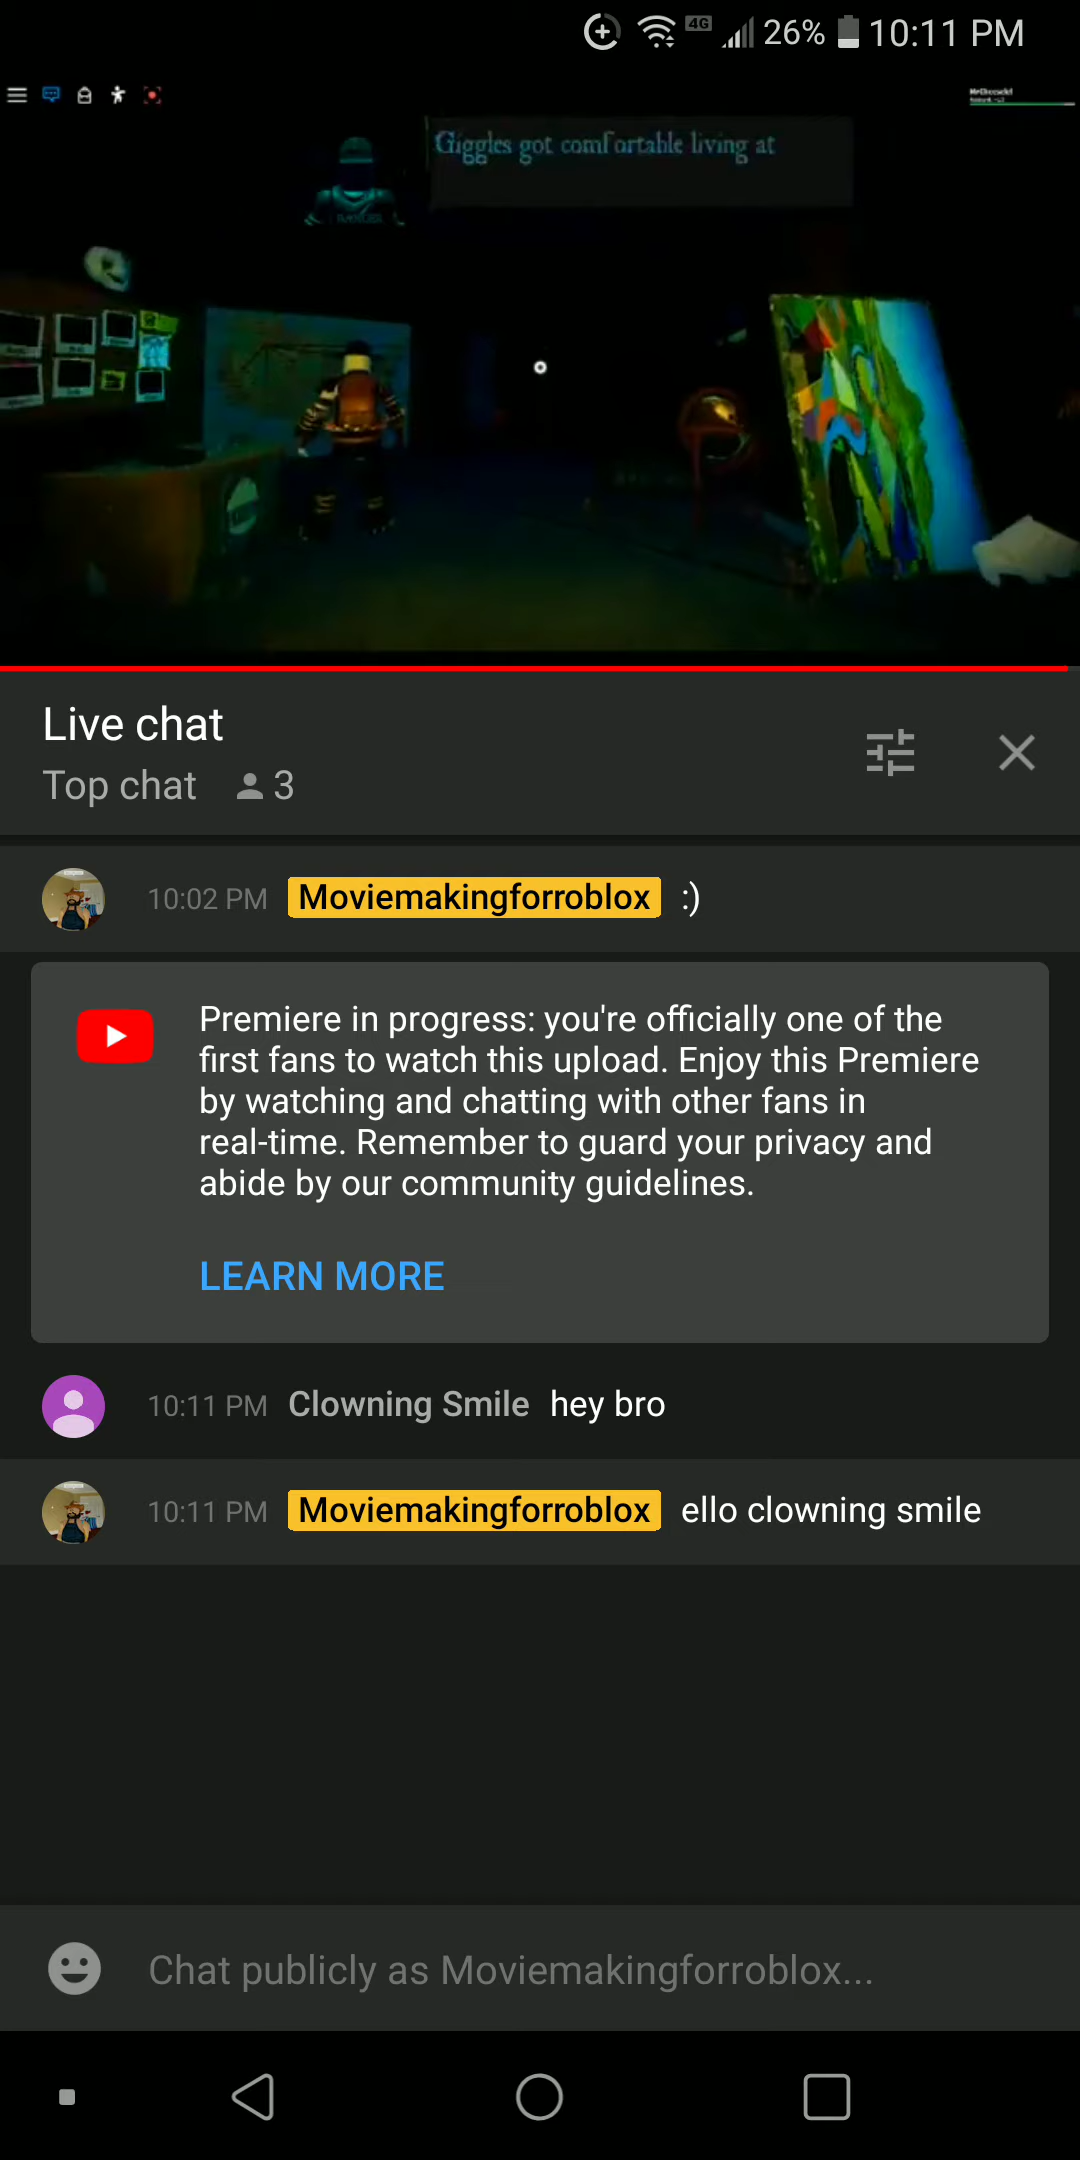 4G 26% 10:11 PM
Giggles got comfortable living at
RANGER
Live chat
Top chat 3
10:02 PM Moviemakingforroblox :)
Premiere in progress: you're officially one of the
first fans to watch this upload. Enjoy this Premiere
by watching and chatting with other fans in
real-time. Remember to guard your privacy and
abide by our community guidelines.
LEARN MORE
10:11 PM Clowning Smile hey bro
10:11 PM Moviemakingforroblox ello clowning smile
Chat publicly as Moviemakingforroblox...